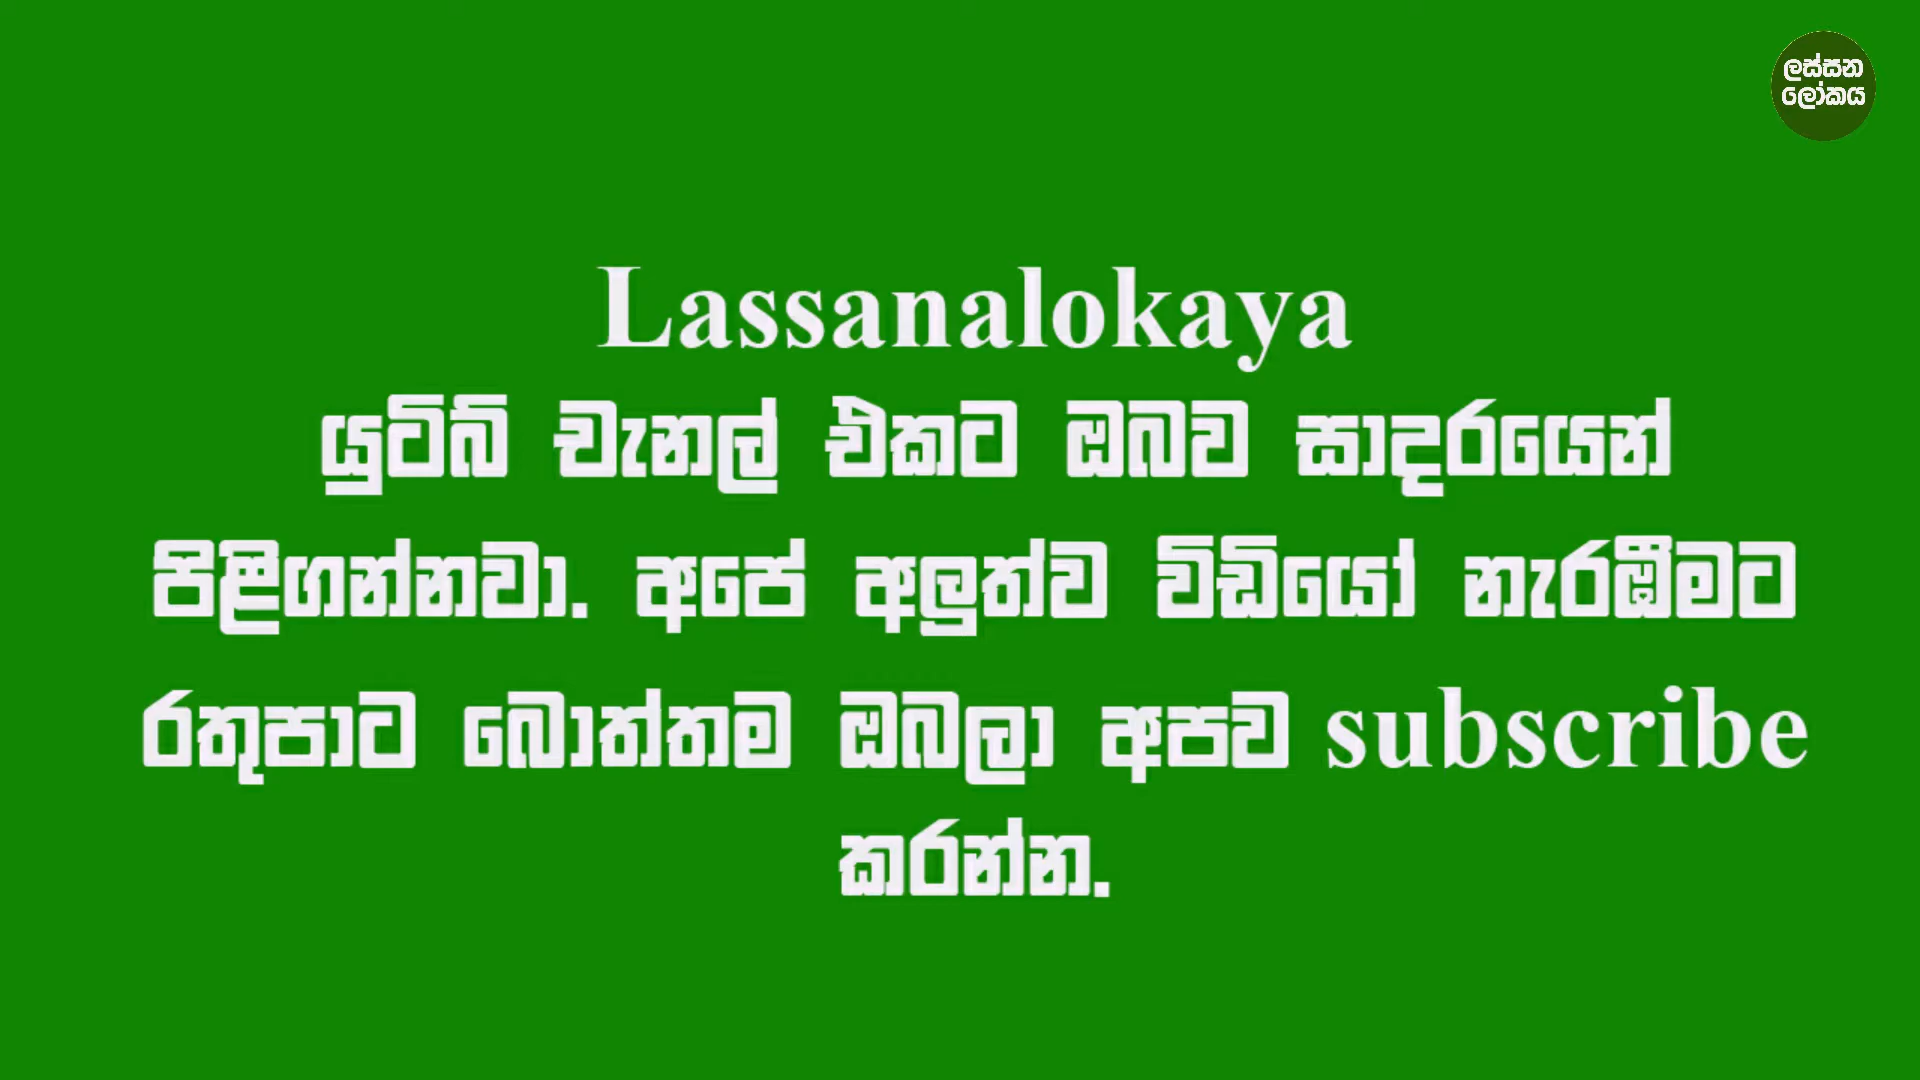 ලස්සන
ලෝකය
Lassanalokaya
යුටිබ් චැනල් එකට ඔබව සාදරයෙන්
පිළිගන්නවා. අපේ අලුත්ව විඩියෝ නැරඹීමට
රතුපාට බොත්තම ඔබලා අපව subscribe
කරන්න.